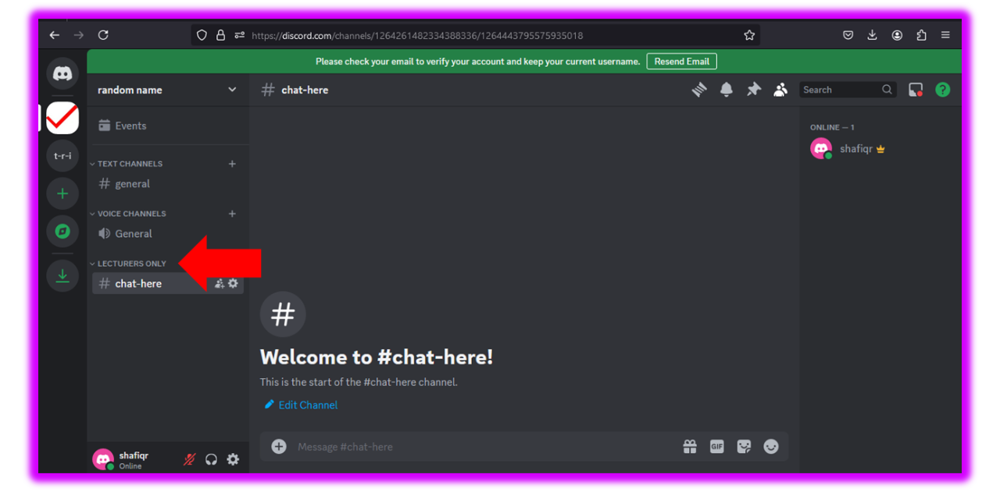 https://discord.com/channels/1264261482334388336/1264443795575935018
Please check your email to verify your account and keep your current username. Resend Email
random name
# chat-here
Search
Events
ONLINE — 1
shafiqr
t-r-i
TEXT CHANNELS
# general
VOICE CHANNELS
General
LECTURERS ONLY
# chat-here
#
Welcome to #chat-here!
This is the start of the #chat-here channel.
Edit Channel
Message #chat-here
GIF
shafiqr
Online